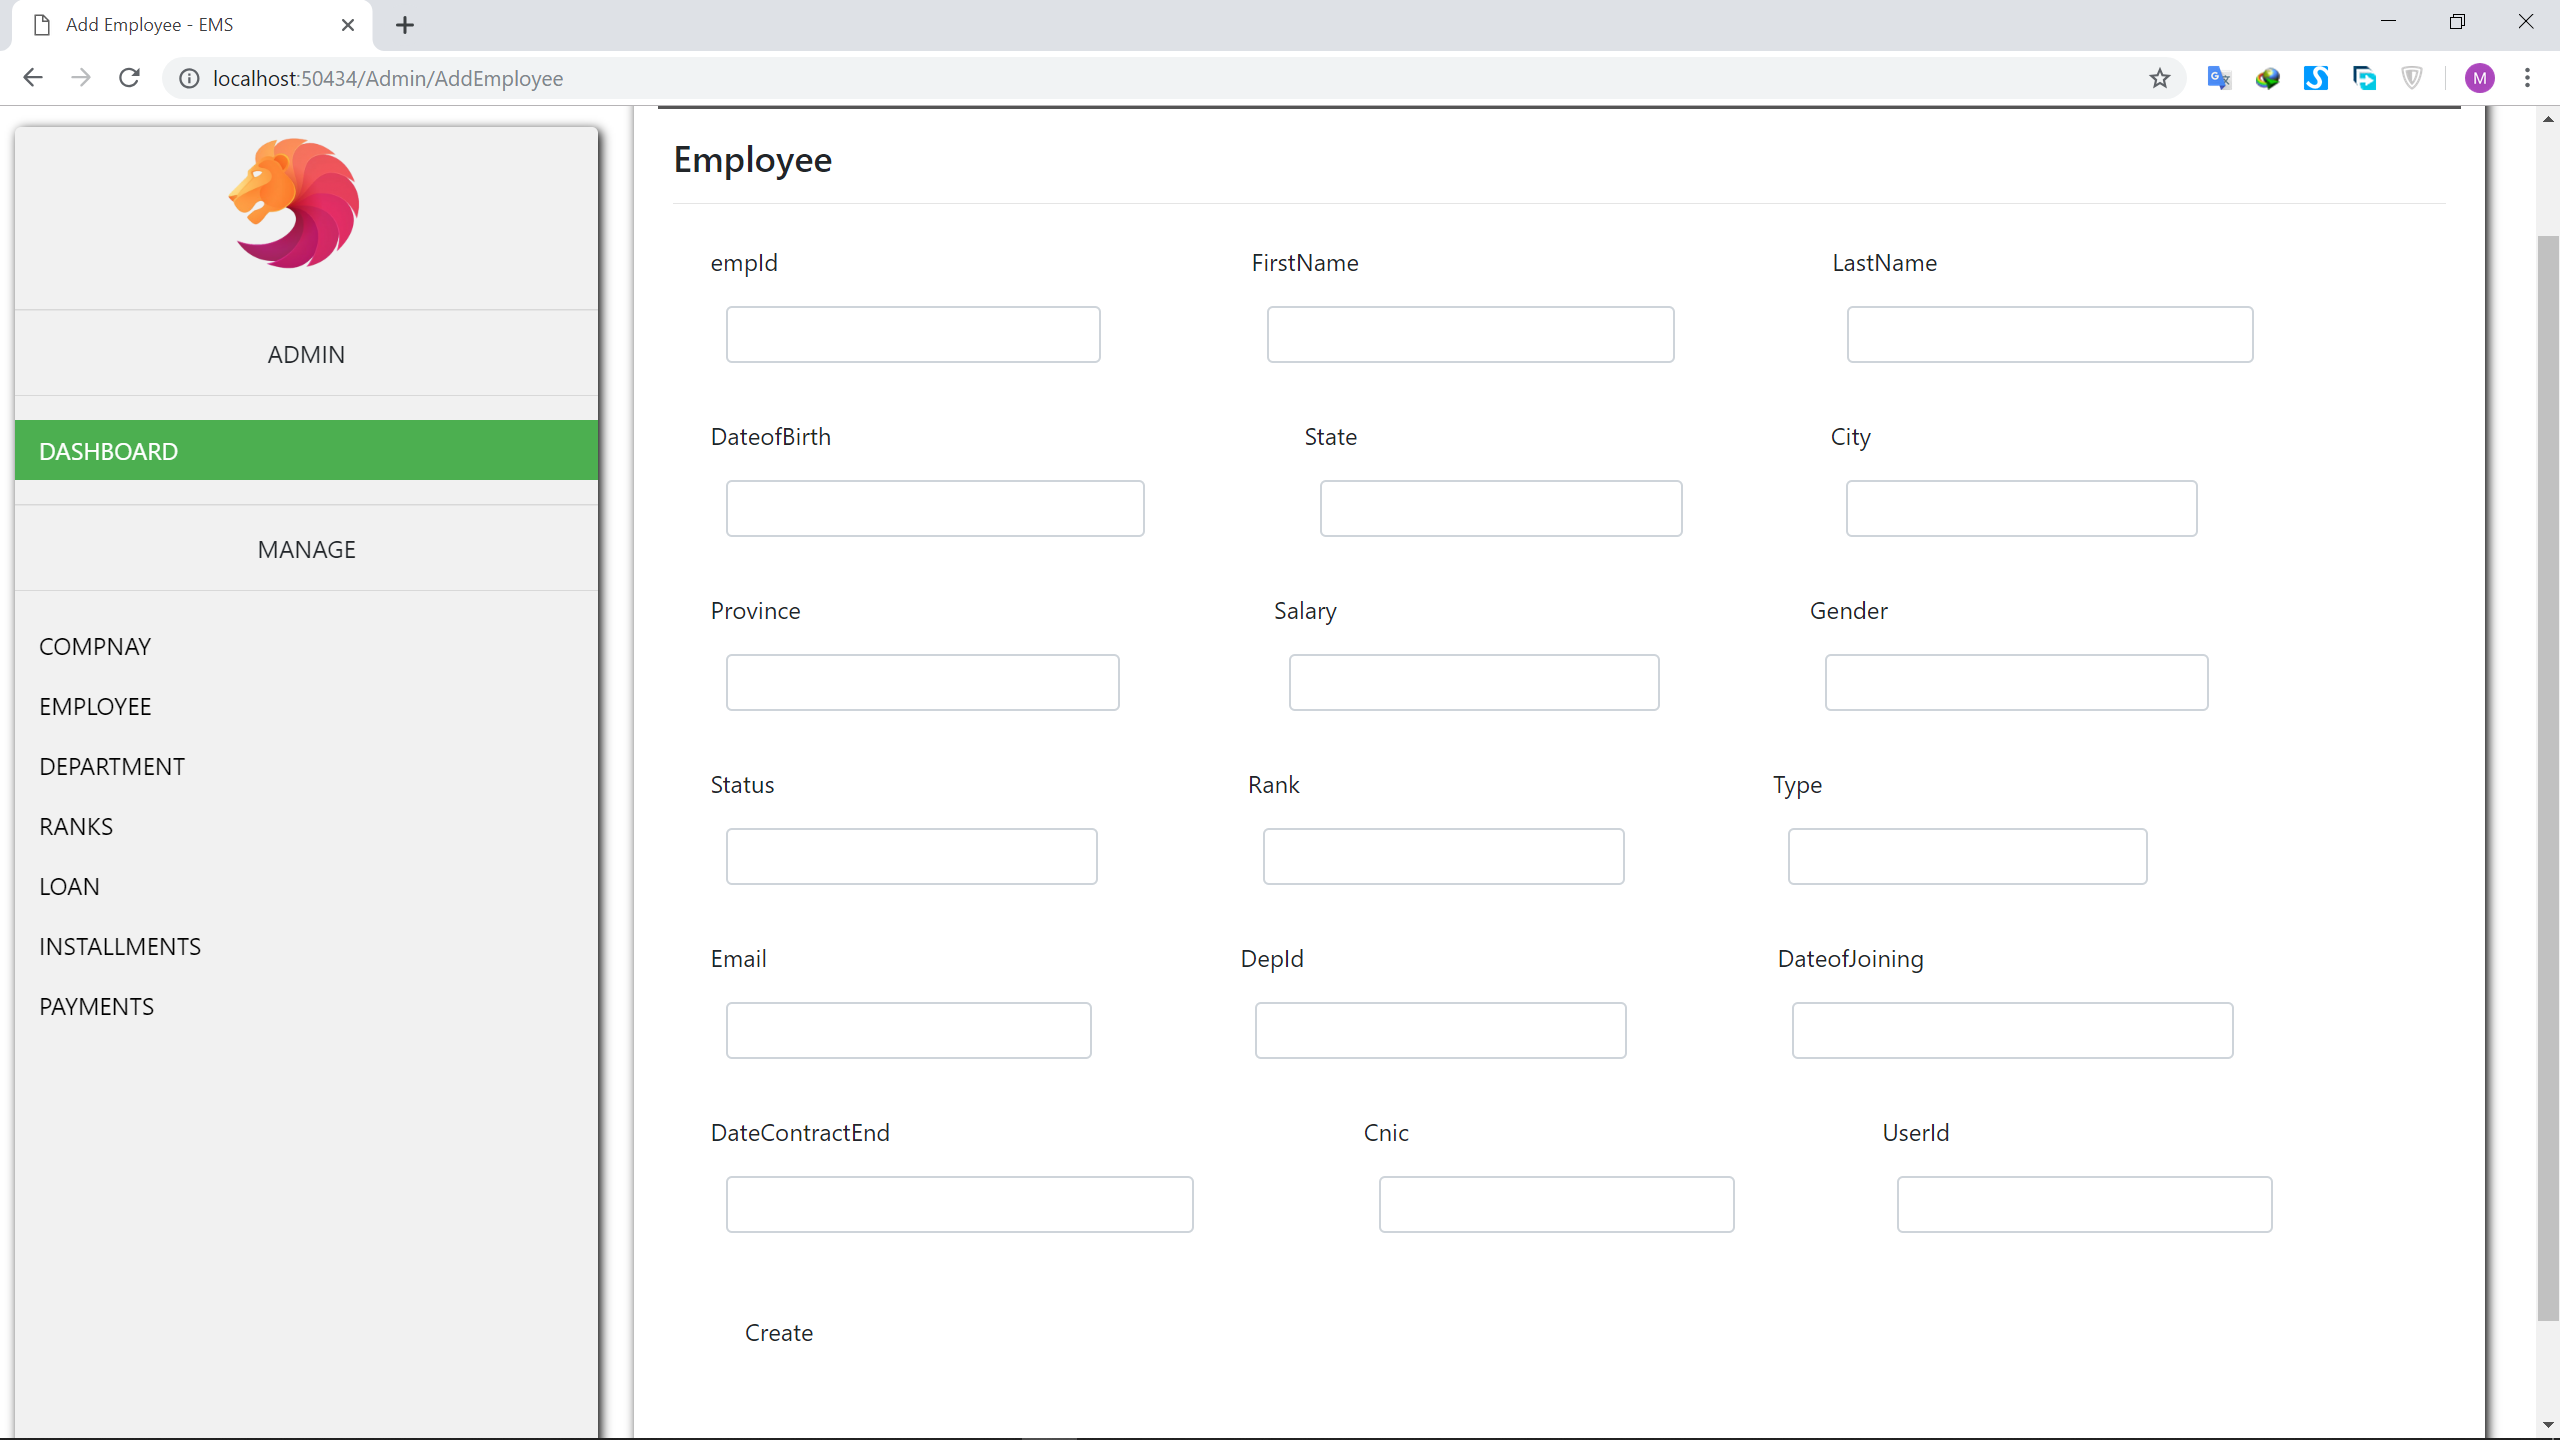 Add Employee - EMS
localhost:50434/Admin/AddEmployee
M
ADMIN
DASHBOARD
MANAGE
COMPNAY
EMPLOYEE
DEPARTMENT
RANKS
LOAN
INSTALLMENTS
PAYMENTS
Employee
empId FirstName LastName
DateofBirth State City
Province Salary Gender
Status Rank Type
Email DepId DateofJoining
DateContractEnd Cnic UserId
Create